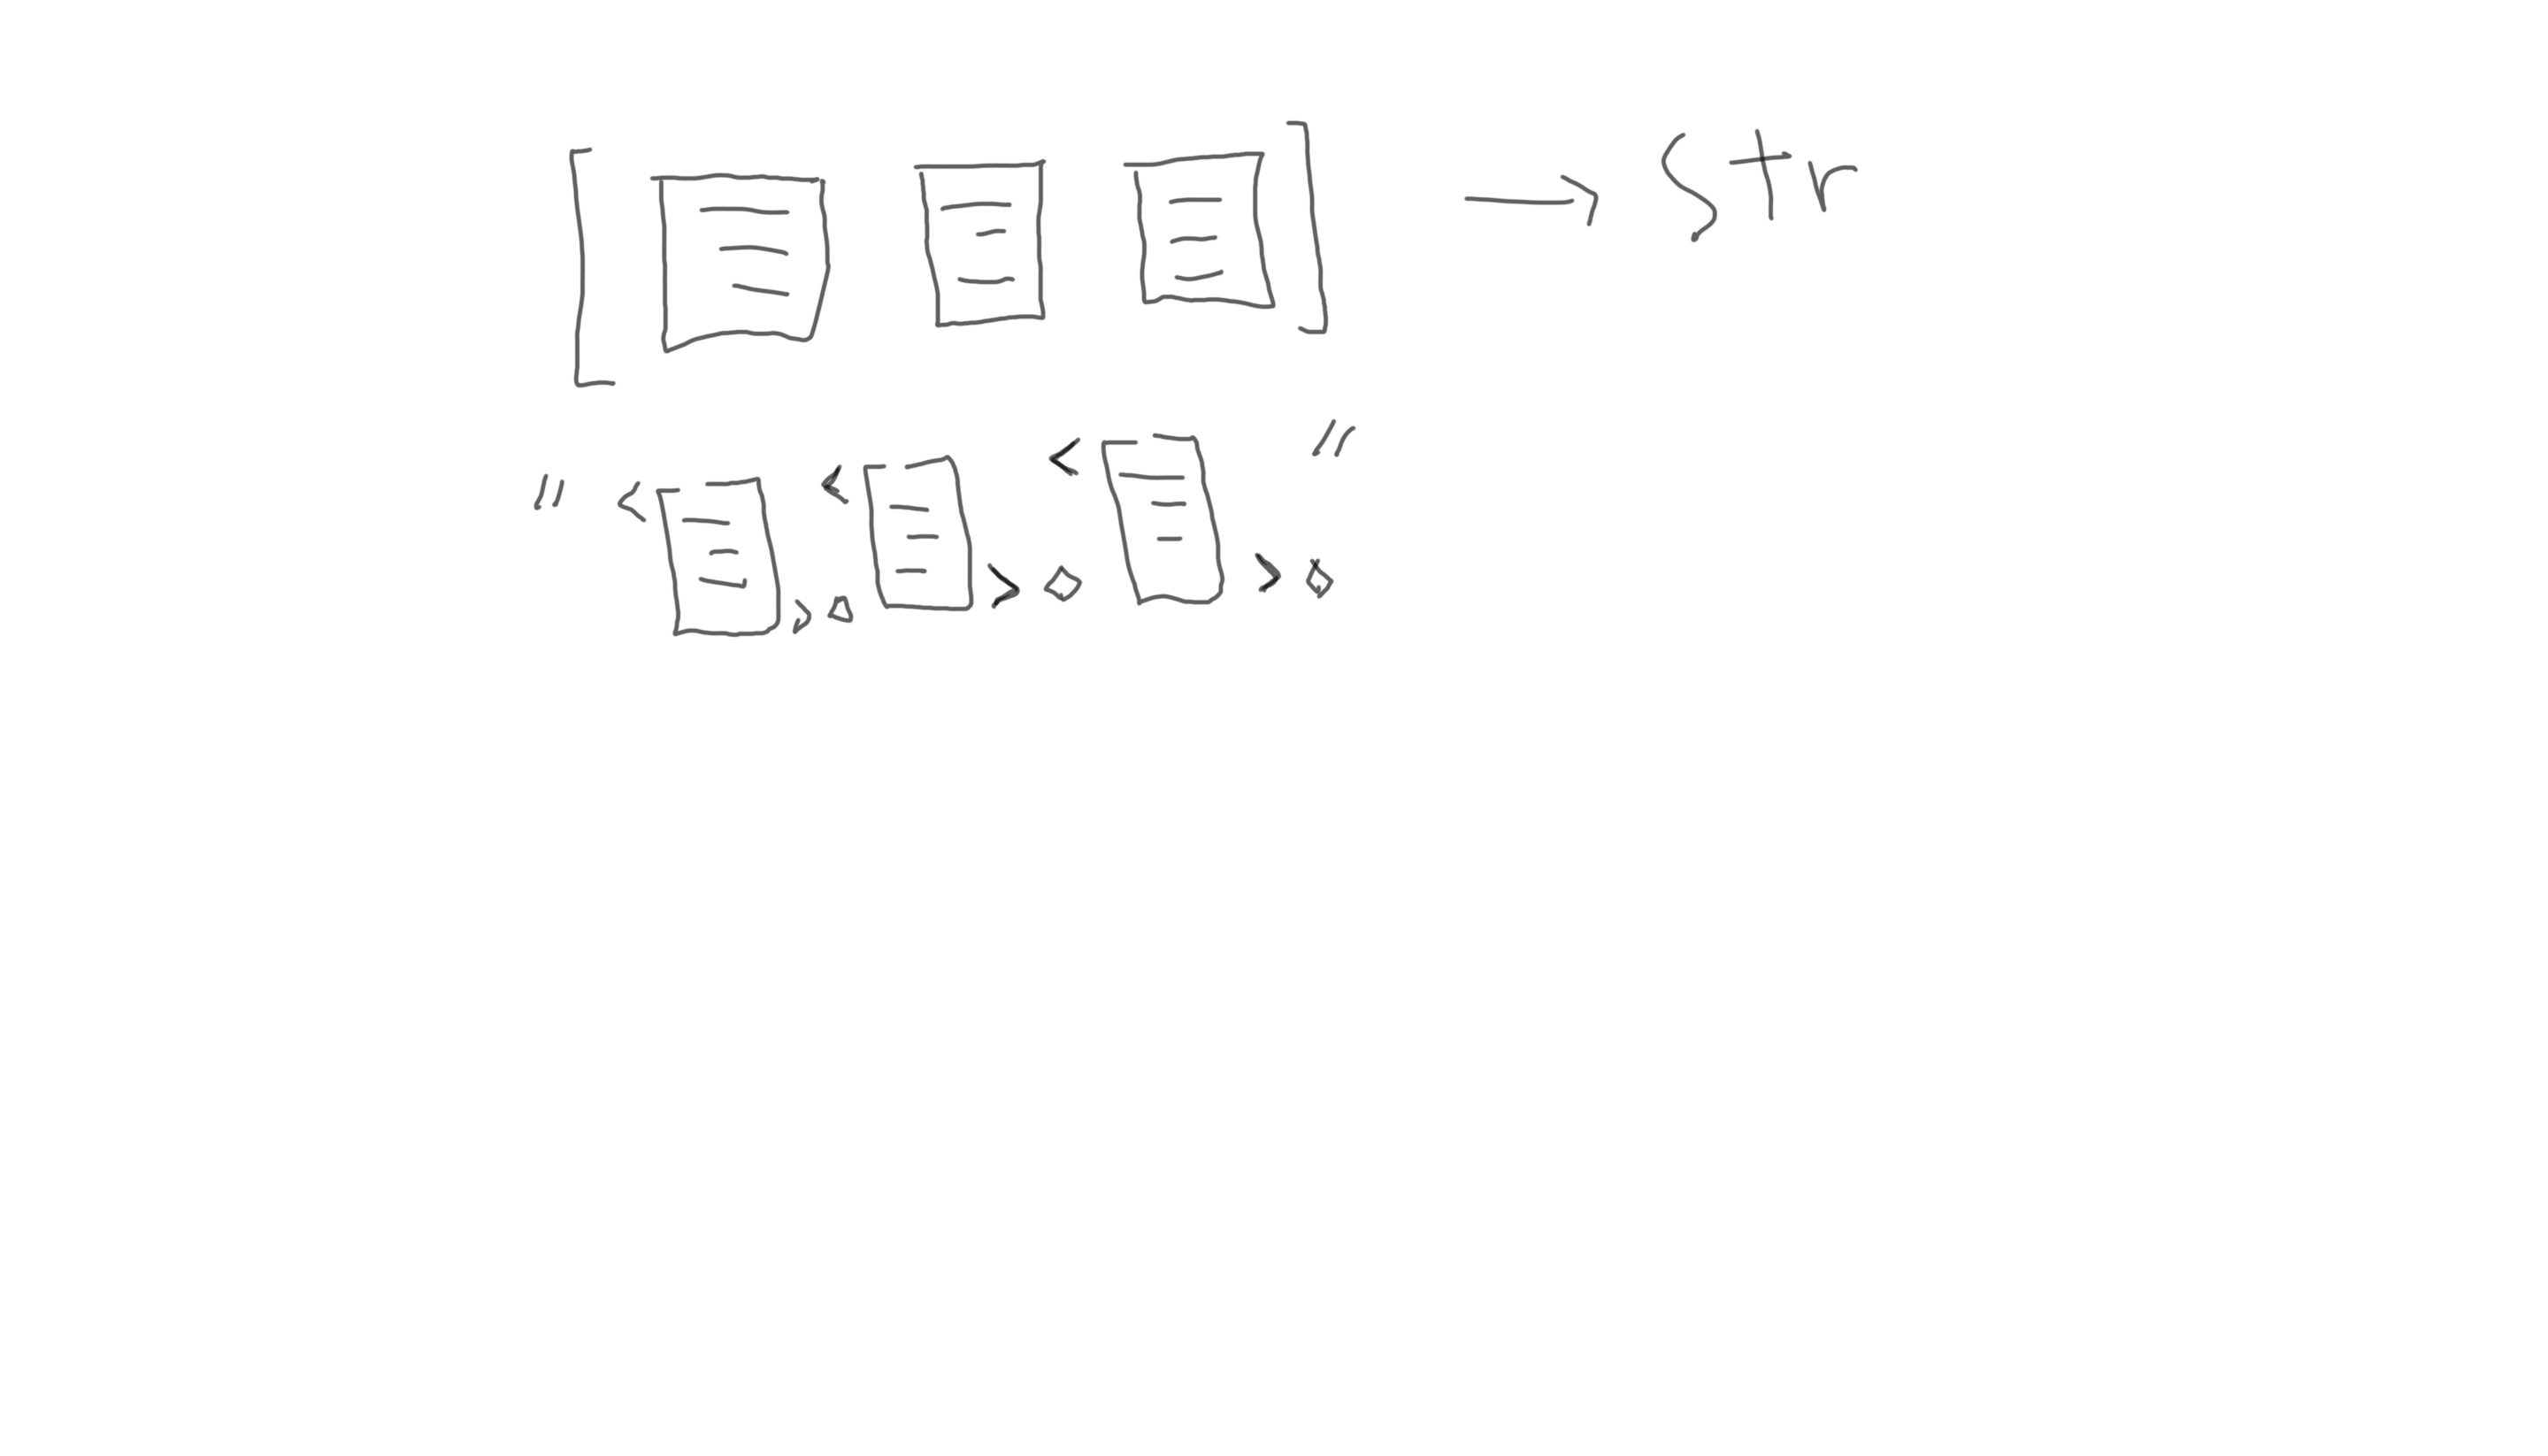 [ ] → Str
" < > < > < > "